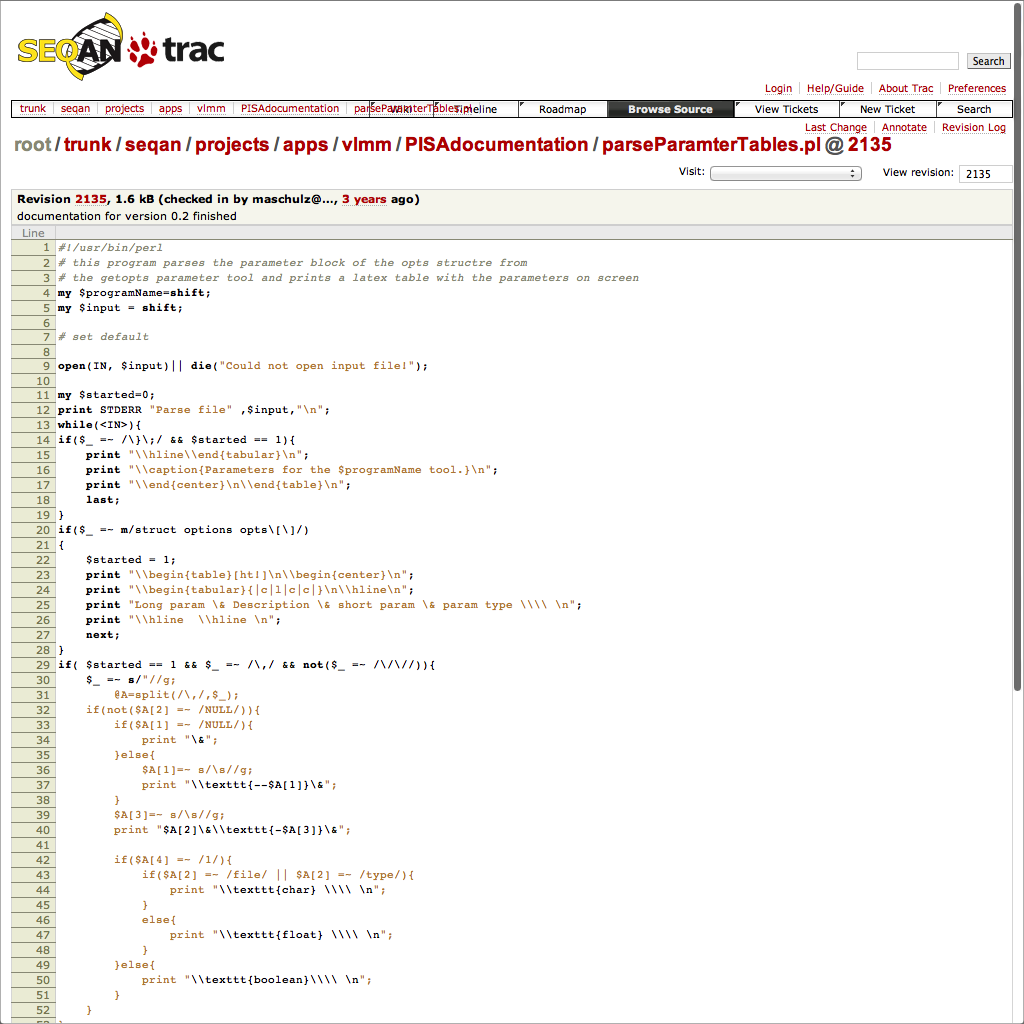 SEQAN trac
Search
Login Help/Guide About Trac Preferences
trunk seqan projects apps vlmm PISAdocumentation parseParamterTables.pl
Wiki Timeline Roadmap Browse Source View Tickets New Ticket Search
Last Change Annotate Revision Log
root / trunk / seqan / projects / apps / vlmm / PISAdocumentation / parseParamterTables.pl @ 2135
Visit: View revision: 2135
Revision 2135, 1.6 kB (checked in by maschulz@…, 3 years ago)
documentation for version 0.2 finished
Line
1 #!/usr/bin/perl
2 # this program parses the parameter block of the opts structre from
3 # the getopts parameter tool and prints a latex table with the parameters on screen
4 my $programName=shift;
5 my $input = shift;
6
7 # set default
8
9 open(IN, $input)|| die("Could not open input file!");
10
11 my $started=0;
12 print STDERR "Parse file" ,$input,"\n";
13 while(<IN>){
14 if($_ =~ /\}\;/ && $started == 1){
15     print "\\hline\\end{tabular}\n";
16     print "\\caption{Parameters for the $programName tool.}\n";
17     print "\\end{center}\n\\end{table}\n";
18     last;
19 }
20 if($_ =~ m/struct options opts\[\]/)
21 {
22     $started = 1;
23     print "\\begin{table}[ht!]\n\\begin{center}\n";
24     print "\\begin{tabular}{|c|l|c|c|}\n\\hline\n";
25     print "Long param \& Description \& short param \& param type \\\\ \n";
26     print "\\hline  \\hline \n";
27     next;
28 }
29 if( $started == 1 && $_ =~ /\,/ && not($_ =~ /\/\//)){
30     $_ =~ s/"//g;
31         @A=split(/\,/,$_);
32     if(not($A[2] =~ /NULL/)){
33         if($A[1] =~ /NULL/){
34             print "\&";
35         }else{
36             $A[1]=~ s/\s//g;
37             print "\\texttt{--$A[1]}\&";
38         }
39         $A[3]=~ s/\s//g;
40         print "$A[2]\&\\texttt{-$A[3]}\&";
41
42         if($A[4] =~ /1/){
43             if($A[2] =~ /file/ || $A[2] =~ /type/){
44                 print "\\texttt{char} \\\\ \n";
45             }
46             else{
47                 print "\\texttt{float} \\\\ \n";
48             }
49         }else{
50             print "\\texttt{boolean}\\\\ \n";
51         }
52     }